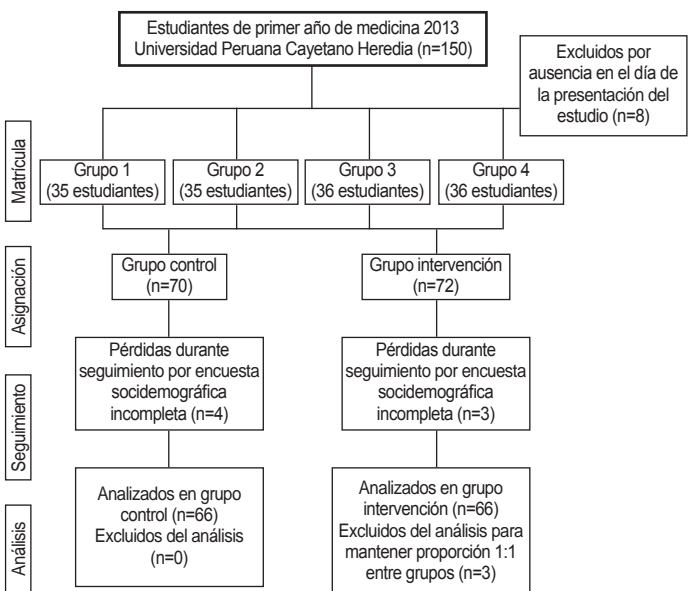 Estudiantes de primer año de medicina 2013
Universidad Peruana Cayetano Heredia (n=150)
Excluidos por
ausencia en el día de
la presentación del
estudio (n=8)
Matrícula
Grupo 1
(35 estudiantes)
Grupo 2
(35 estudiantes)
Grupo 3
(36 estudiantes)
Grupo 4
(36 estudiantes)
Asignación
Grupo control
(n=70)
Grupo intervención
(n=72)
Seguimiento
Pérdidas durante
seguimiento por encuesta
socidemográfica
incompleta (n=4)
Pérdidas durante
seguimiento por encuesta
socidemográfica
incompleta (n=3)
Análisis
Analizados en grupo
control (n=66)
Excluidos del análisis
(n=0)
Analizados en grupo
intervención (n=66)
Excluidos del análisis para
mantener proporción 1:1
entre grupos (n=3)